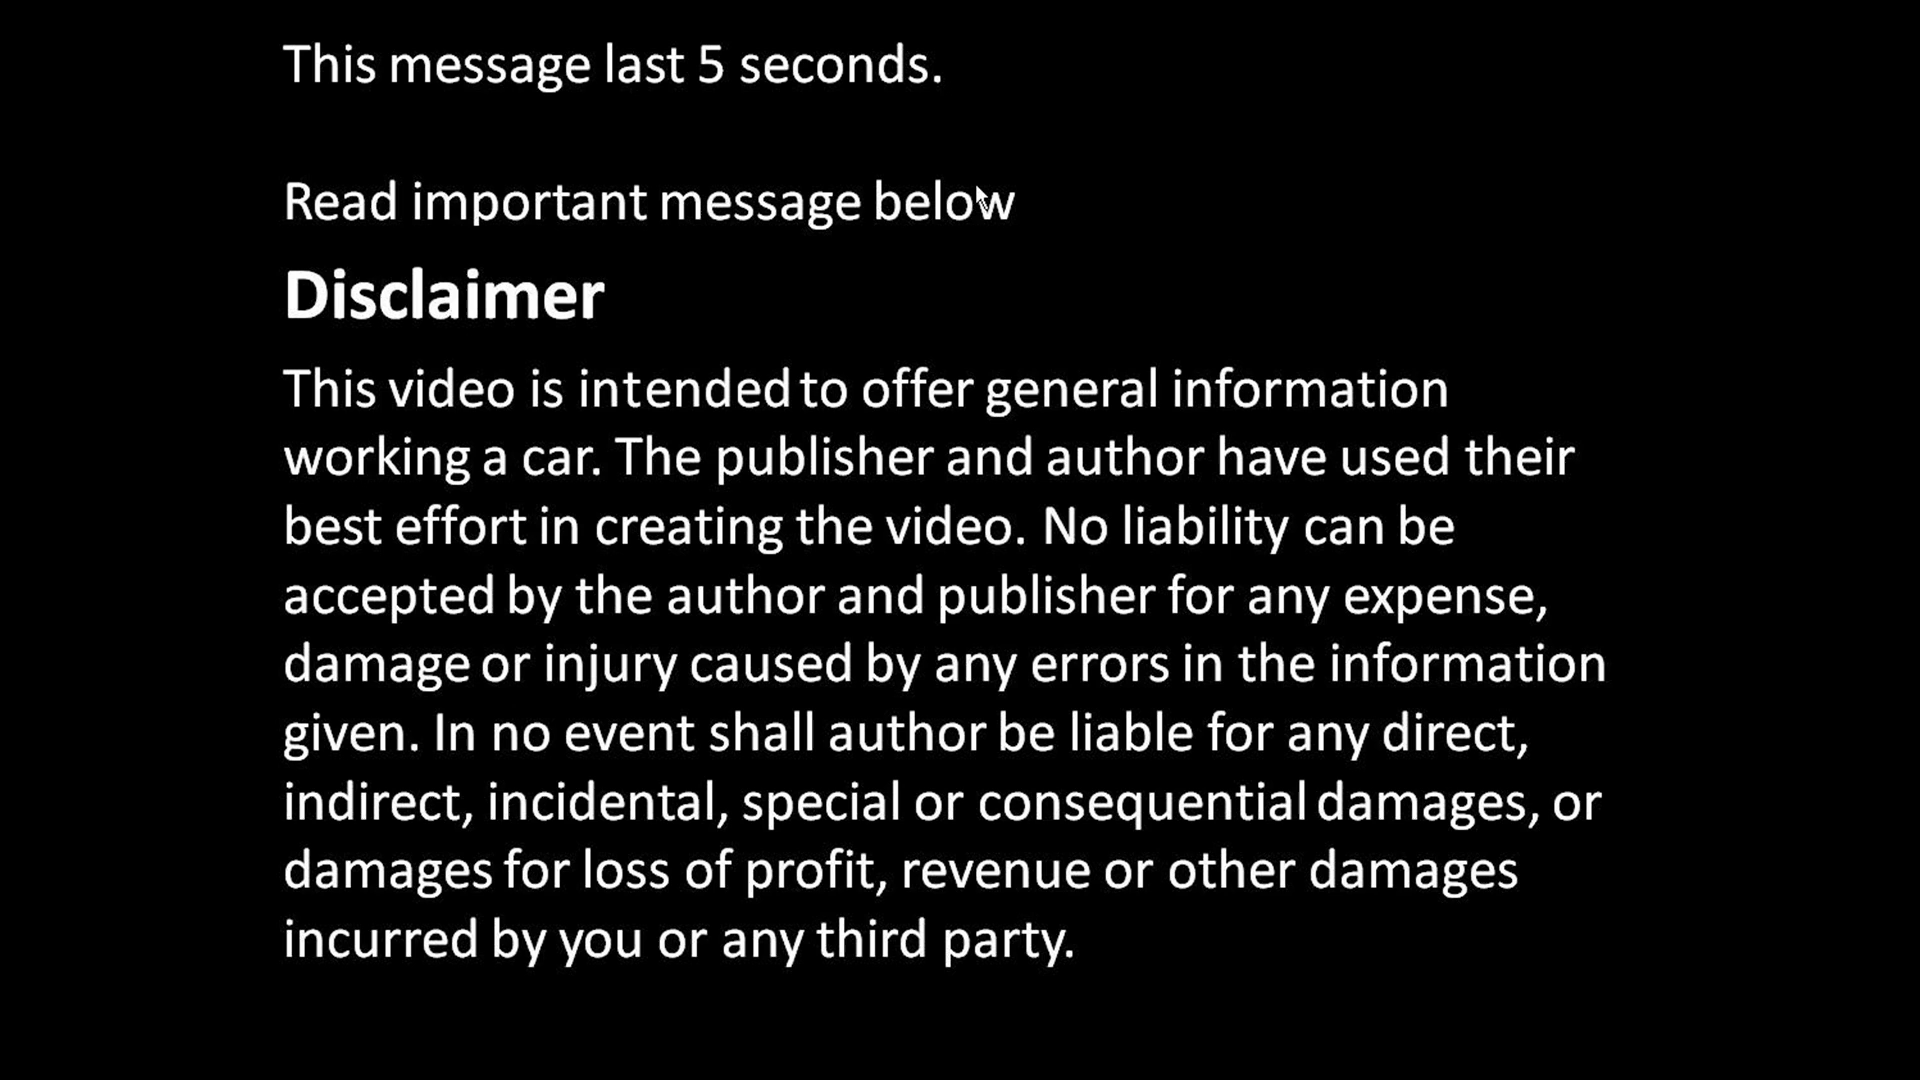 This message last 5 seconds.
Read important message below
Disclaimer
This video is intended to offer general information
working a car. The publisher and author have used their
best effort in creating the video. No liability can be
accepted by the author and publisher for any expense,
damage or injury caused by any errors in the information
given. In no event shall author be liable for any direct,
indirect, incidental, special or consequential damages, or
damages for loss of profit, revenue or other damages
incurred by you or any third party.